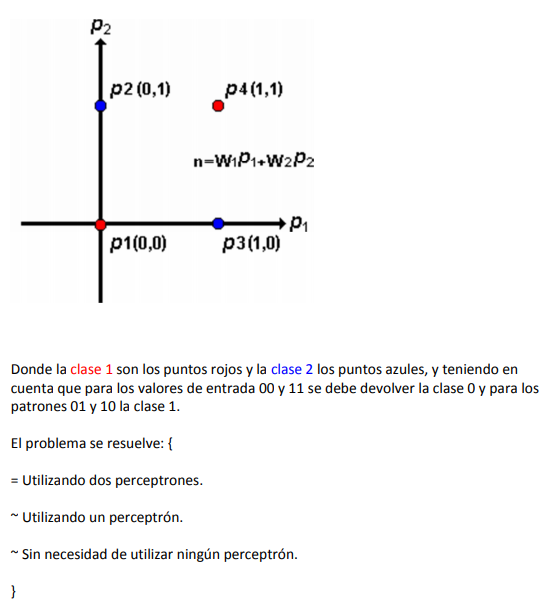 p2
p2 (0,1)
p4 (1,1)
n=W1p1+W2p2
p1
p1(0,0)
p3(1,0)
Donde la clase 1 son los puntos rojos y la clase 2 los puntos azules, y teniendo en
cuenta que para los valores de entrada 00 y 11 se debe devolver la clase 0 y para los
patrones 01 y 10 la clase 1.
El problema se resuelve: {
= Utilizando dos perceptrones.
~ Utilizando un perceptrón.
~ Sin necesidad de utilizar ningún perceptrón.
}